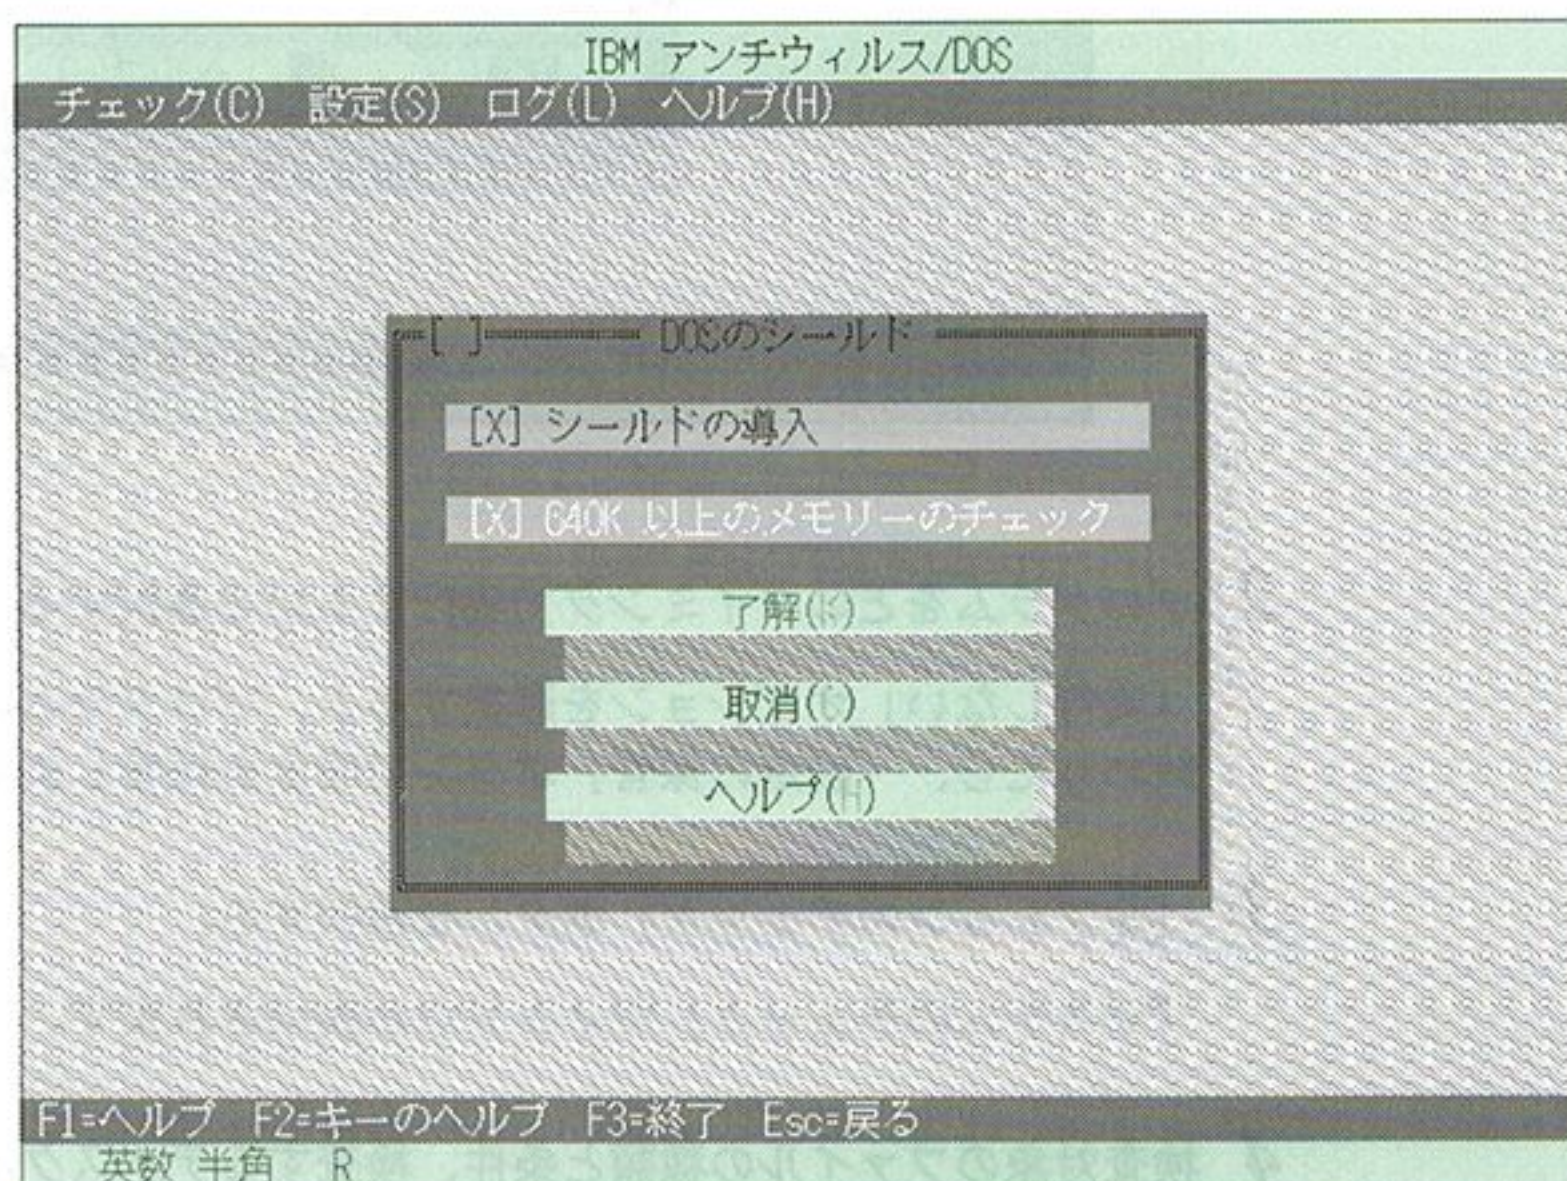 IBM アンチウィルス/DOS
チェック(C) 設定(S) ログ(L) ヘルプ(H)
[ ] DOSのシールド
[X] シールドの導入
[X] 640K 以上のメモリーのチェック
了解(K)
取消( )
ヘルプ(H)
F1=ヘルプ F2=キーのヘルプ F3=終了 Esc=戻る
英数 半角 R